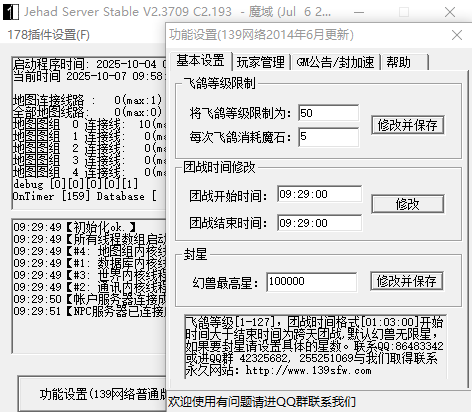 Jehad Server Stable V2.3709 C2.193 - 魔域 (Jul 6 2
178插件设置(F)
启动程序时间: 2025-10-04
当前时间 2025-10-07 09:58:
地图连接线路 : 0(max:1)
全部地图线路: 0(max:0)
地图图组 0 连接线: 10(ma
地图图组 1 连接线: 0(ma
地图图组 2 连接线: 0(ma
地图图组 3 连接线: 0(ma
地图图组 4 连接线: 0(ma
debug [0][0][0][0][1]
OnTimer [159] Database [
09:29:49【初始化ok.】
09:29:49【所有线程数组启动
09:29:49【#4: 地图组内核线
09:29:49【#1: 数据库内核线
09:29:49【#3: 世界内核线程
09:29:49【#2: 通讯内核线程
09:29:50【帐户服务器连接成
09:29:51【NPC服务器已连接
功能设置(139网络普通版
功能设置(139网络2014年6月更新)
基本设置 玩家管理 GM公告/封加速 帮助
飞鸽等级限制
将飞鸽等级限制为: 50
每次飞鸽消耗魔石: 5
修改并保存
团战时间修改
团战开始时间: 09:29:00
团战结束时间: 09:29:00
修改
封星
幻兽最高星: 100000
修改并保存
飞鸽等级[1-127], 团战时间格式[01:03:00]开始
时间大于结束时间为跨天团战,默认幻兽无限星,
如果要封星请设置具体的星数。联系QQ:86483342
或进QQ群 42325682, 255251069与我们取得联系
永久网站: http://www.139sfw.com
欢迎使用有问题请进QQ群联系我们